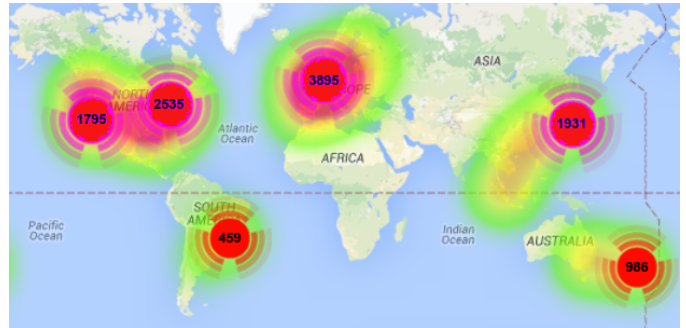 ASIA
3895
EUROPE
NORTH
AMERICA
2535
1795
1931
Atlantic
Ocean
AFRICA
SOUTH
AMERICA
Pacific
Ocean
459
Indian
Ocean
AUSTRALIA
986